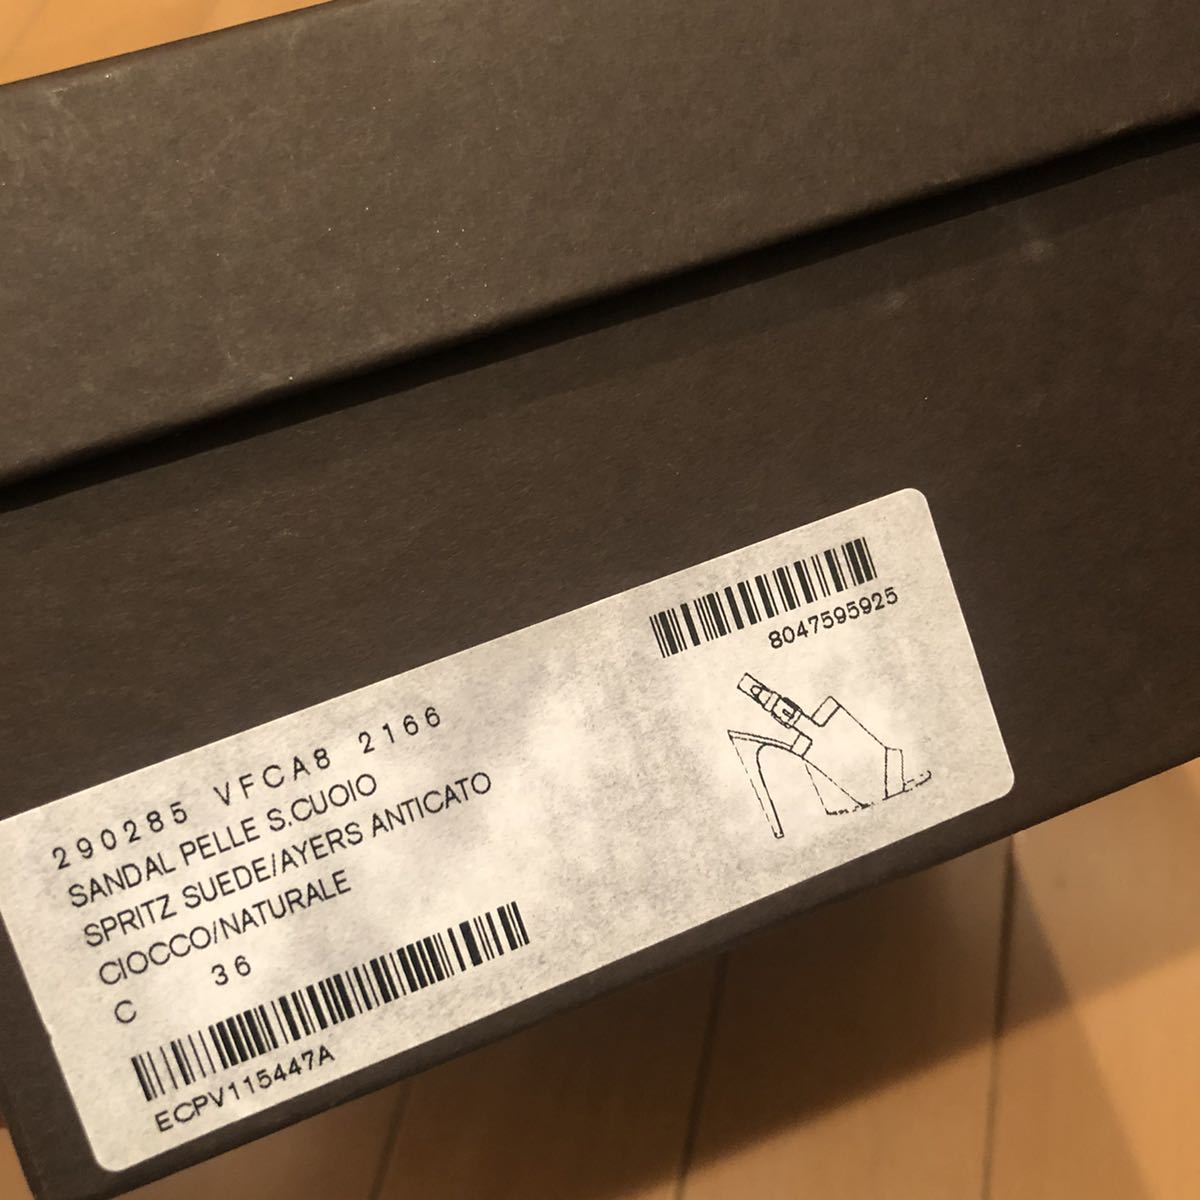 8047595925
290285 VFCA8 2166
SANDAL PELLE S.CUOIO
SPRITZ SUEDE/AYERS ANTICATO
CIOCCO/NATURALE
C 36
ECPV115447A